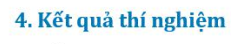 4. Kết quả thí nghiệm